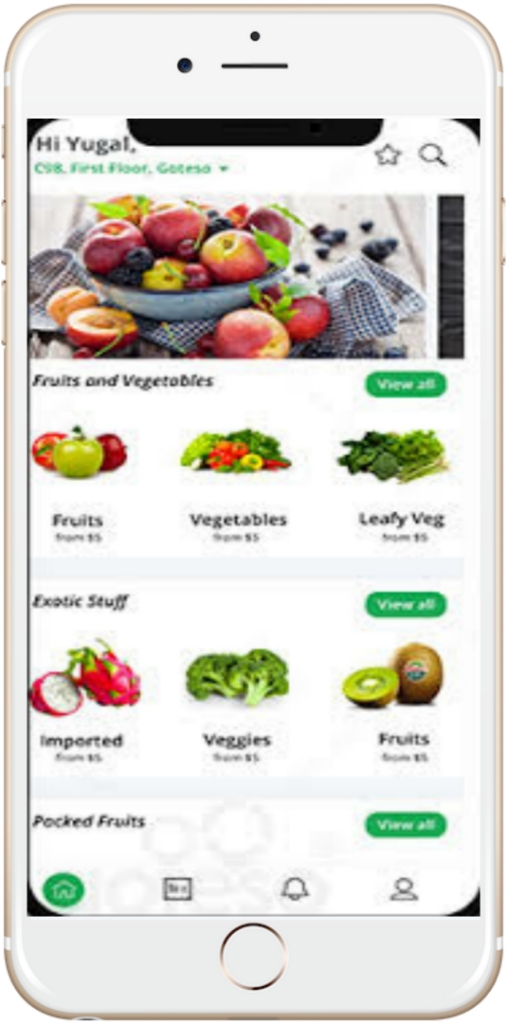 Hi Yugal,
C98, First Floor, Goteso
Fruits and Vegetables
View all
Fruits
Vegetables
Leafy Veg
from $5
from $5
from $5
Exotic Stuff
View all
Imported
Veggies
Fruits
from $5
from $5
from $5
Packed Fruits
View all